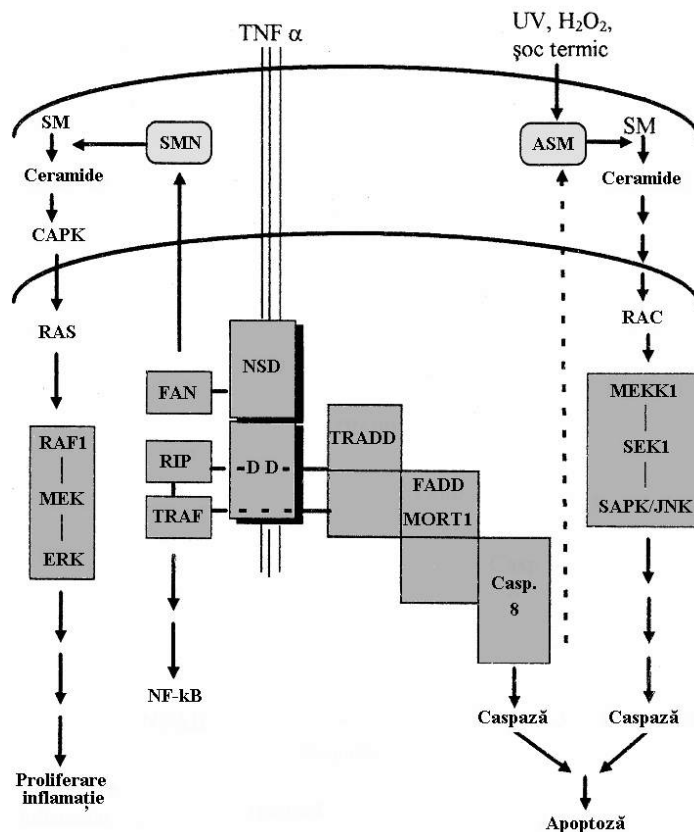 UV, H₂O₂,
şoc termic
TNF α
SM
SMN
ASM
SM
Ceramide
Ceramide
CAPK
RAS
RAC
NSD
FAN
MEKK1
TRADD
RAF1
RIP
D D
SEK1
FADD
MEK
TRAF
MORT1
SAPK/JNK
ERK
Casp.
8
NF-kB
Caspază
Caspază
Proliferare
inflamaţie
Apoptoză